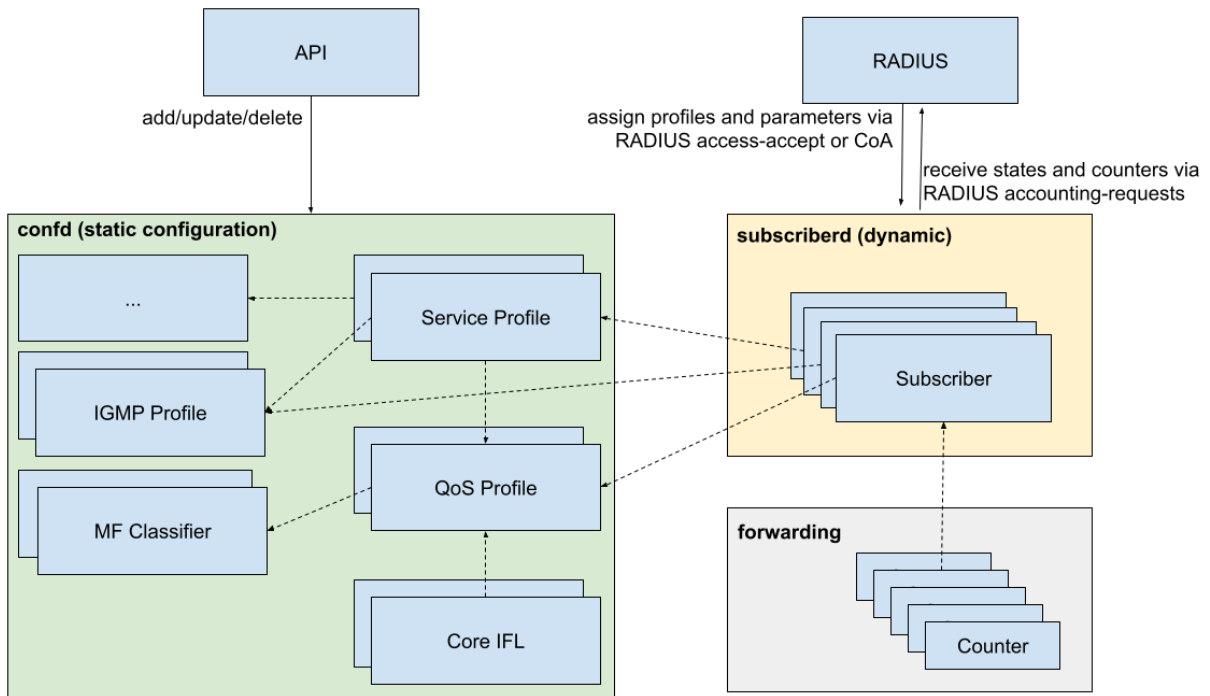 API
RADIUS
add/update/delete
assign profiles and parameters via
RADIUS access-accept or CoA
receive states and counters via
RADIUS accounting-requests
confd (static configuration)
...
Service Profile
IGMP Profile
QoS Profile
MF Classifier
Core IFL
subscriberd (dynamic)
Subscriber
forwarding
Counter